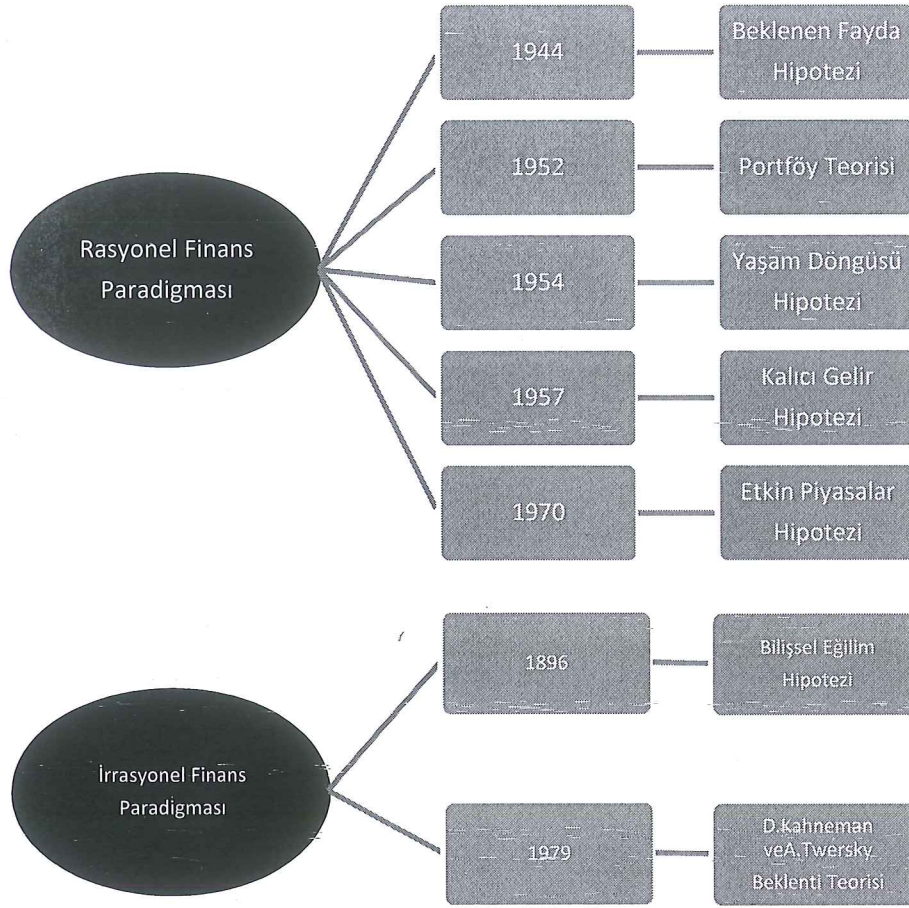 Rasyonel Finans
Paradigması
1944
Beklenen Fayda
Hipotezi
1952
Portföy Teorisi
1954
Yaşam Döngüsü
Hipotezi
1957
Kalıcı Gelir
Hipotezi
1970
Etkin Piyasalar
Hipotezi
İrrasyonel Finans
Paradigması
1896
Bilişsel Eğilim
Hipotezi
1979
D.Kahneman
veA.Twersky
Beklenti Teorisi